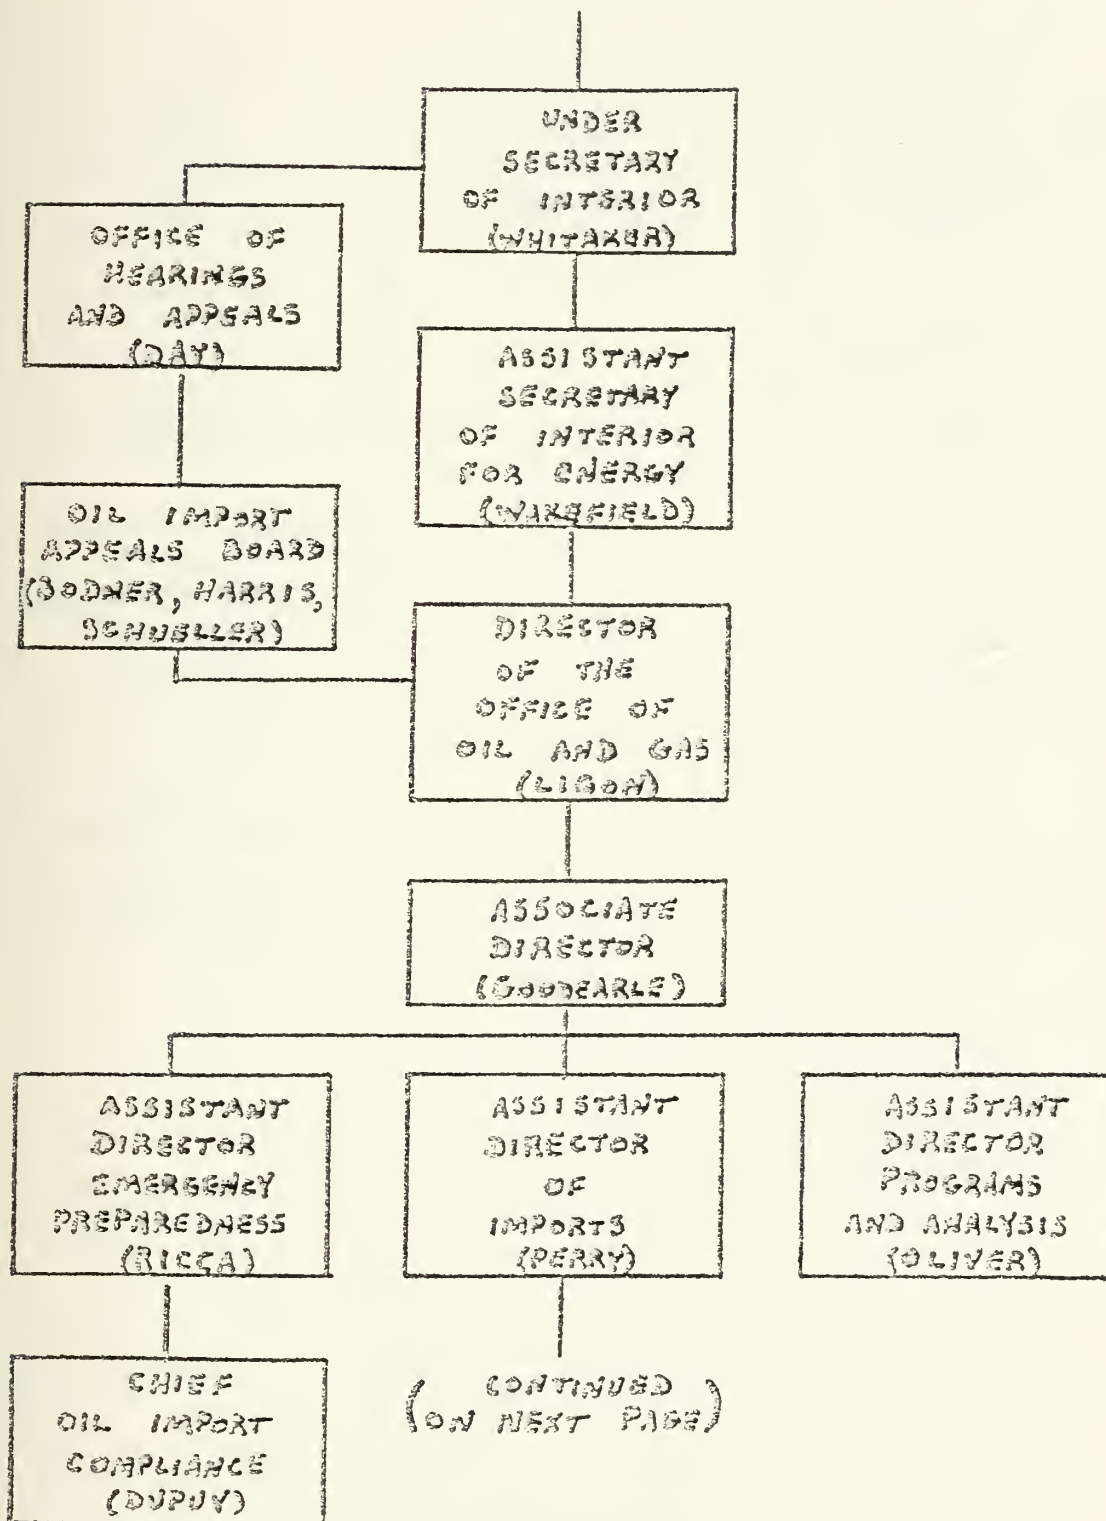 UNDER
SECRETARY
OF INTERIOR
(WHITAKER)
OFFICE OF
HEARINGS
AND APPEALS
(DAY)
ASSISTANT
SECRETARY
OF INTERIOR
FOR ENERGY
(WAKEFIELD)
OIL IMPORT
APPEALS BOARD
(BODNER, HARRIS,
SCHUELLER)
DIRECTOR
OF THE
OFFICE OF
OIL AND GAS
(LIGON)
ASSOCIATE
DIRECTOR
(GOODEARLE)
ASSISTANT
DIRECTOR
EMERGENCY
PREPAREDNESS
(RICCA)
ASSISTANT
DIRECTOR
OF
IMPORTS
(PERRY)
ASSISTANT
DIRECTOR
PROGRAMS
AND ANALYSIS
(OLIVER)
CHIEF
OIL IMPORT
COMPLIANCE
(DUPUY)
(CONTINUED
ON NEXT PAGE)